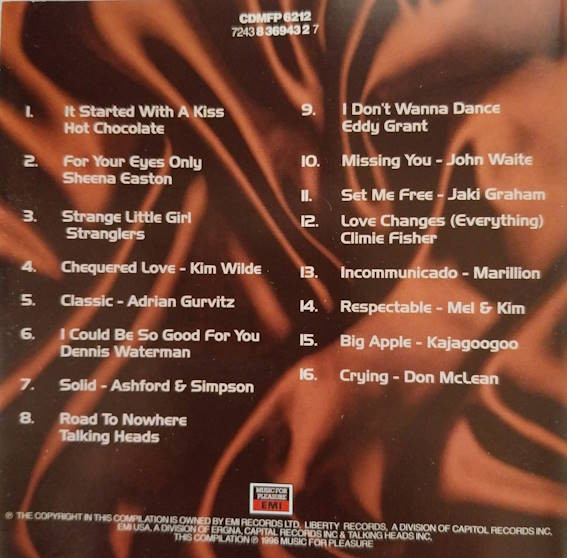 CDMFP 6212
7243 8 36943 2 7
1. It Started With A Kiss
Hot Chocolate
2. For Your Eyes Only
Sheena Easton
3. Strange Little Girl
Stranglers
4. Chequered Love - Kim Wilde
5. Classic - Adrian Gurvitz
6. I Could Be So Good For You
Dennis Waterman
7. Solid - Ashford & Simpson
8. Road To Nowhere
Talking Heads
9. I Don't Wanna Dance
Eddy Grant
10. Missing You - John Waite
11. Set Me Free - Jaki Graham
12. Love Changes (Everything)
Climie Fisher
13. Incommunicado - Marillion
14. Respectable - Mel & Kim
15. Big Apple - Kajagoogoo
16. Crying - Don McLean
MUSIC FOR
PLEASURE
EMI
℗ THE COPYRIGHT IN THIS COMPILATION IS OWNED BY EMI RECORDS LTD, LIBERTY RECORDS, A DIVISION OF CAPITOL RECORDS INC,
EMI USA, A DIVISION OF ERGNA, CAPITAL RECORDS INC & TALKING HEADS INC,
THIS COMPILATION ℗ 1996 MUSIC FOR PLEASURE